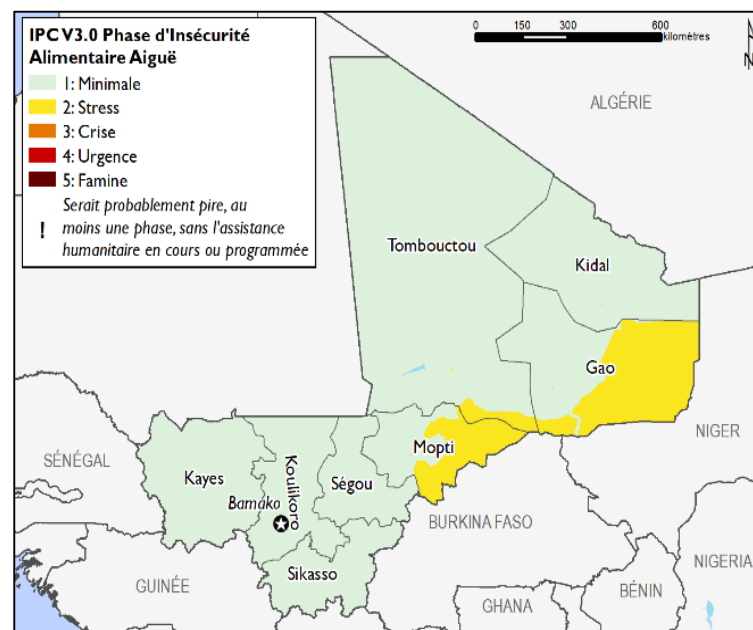 IPC V3.0 Phase d'Insécurité
Alimentaire Aiguë
1: Minimale
2: Stress
3: Crise
4: Urgence
5: Famine
Serait probablement pire, au
! moins une phase, sans l'assistance
humanitaire en cours ou programmée
0 150 300 600
kilomètres
N
ALGÉRIE
Tombouctou
Kidal
Gao
NIGER
Mopti
SÉNÉGAL
Kayes
Koulikoro
Ségou
Bamako
BURKINA FASO
Sikasso
NIGERIA
GUINÉE
BÉNIN
GHANA